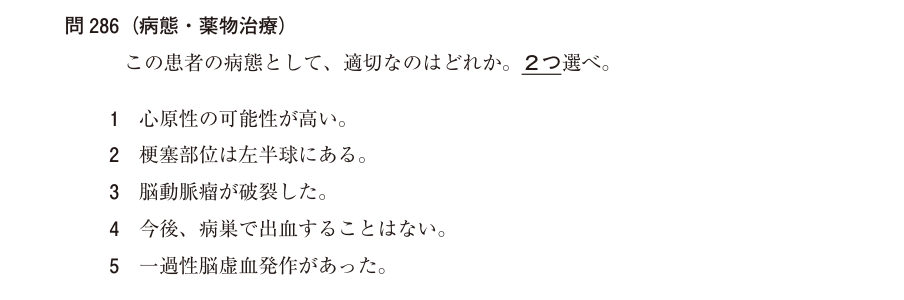 問 286（病態・薬物治療）
この患者の病態として、適切なのはどれか。２つ選べ。
1 心原性の可能性が高い。
2 梗塞部位は左半球にある。
3 脳動脈瘤が破裂した。
4 今後、病巣で出血することはない。
5 一過性脳虚血発作があった。